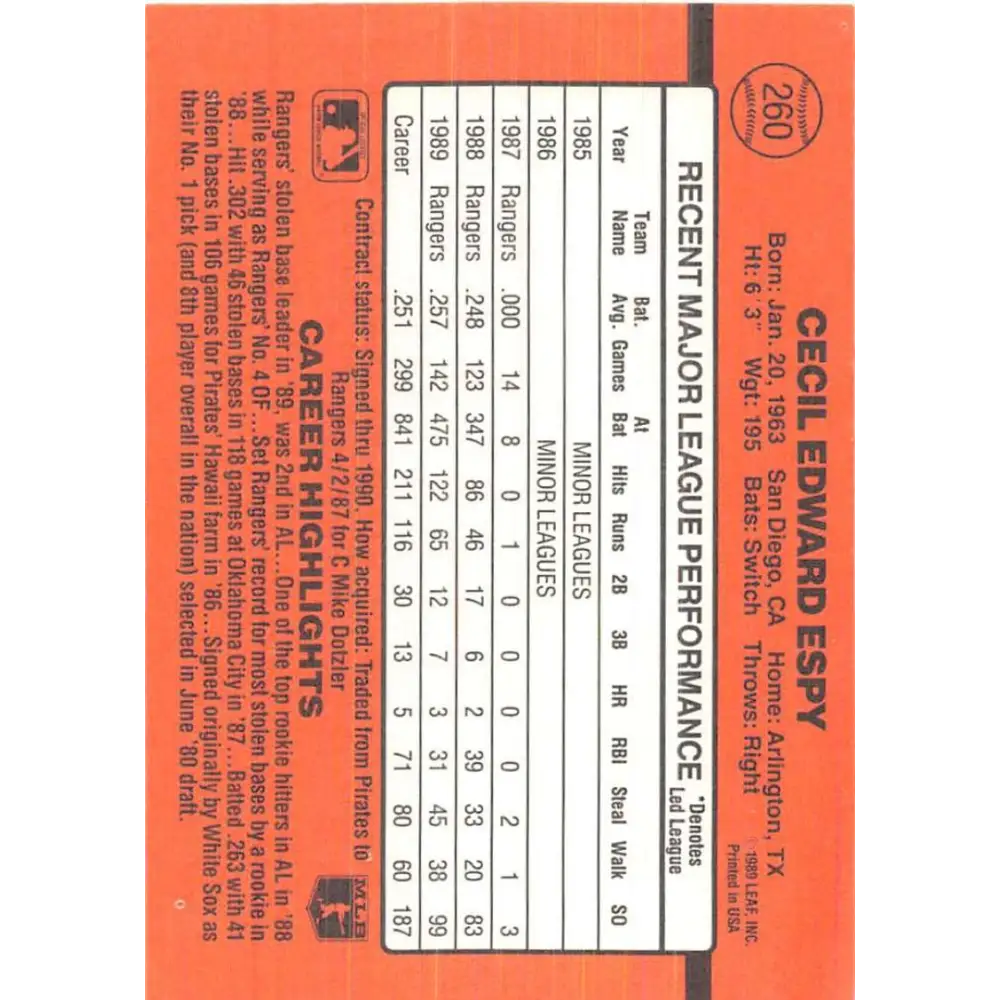 260
CECIL EDWARD ESPY
Born: Jan. 20, 1963 San Diego, CA Home: Arlington, TX
Ht: 6'3" Wgt: 195 Bats: Switch Throws: Right
©1989 LEAF, INC.
Printed in USA
RECENT MAJOR LEAGUE PERFORMANCE *Denotes Led League
Year Team Name Bat. Avg. Games At Bat Hits Runs 2B 3B HR RBI Steal Walk SO
1985 MINOR LEAGUES
1986 MINOR LEAGUES
1987 Rangers .000 14 8 0 1 0 0 0 0 2 1 3
1988 Rangers .248 123 347 86 46 17 6 2 39 33 20 83
1989 Rangers .257 142 475 122 65 12 7 3 31 45 38 99
Career .251 299 841 211 116 30 13 5 71 80 60 187
Contract status: Signed thru 1990. How acquired: Traded from Pirates to
Rangers 4/2/87 for C Mike Dotzler
MLB
CAREER HIGHLIGHTS
Rangers' stolen base leader in '89, was 2nd in AL...One of the top rookie hitters in AL in '88
while serving as Rangers' No. 4 OF...Set Rangers' record for most stolen bases by a rookie in
'88...Hit .302 with 46 stolen bases in 118 games at Oklahoma City in '87...Batted .263 with 41
stolen bases in 106 games for Pirates' Hawaii farm in '86...Signed originally by White Sox as
their No. 1 pick (and 8th player overall in the nation) selected in June '80 draft.